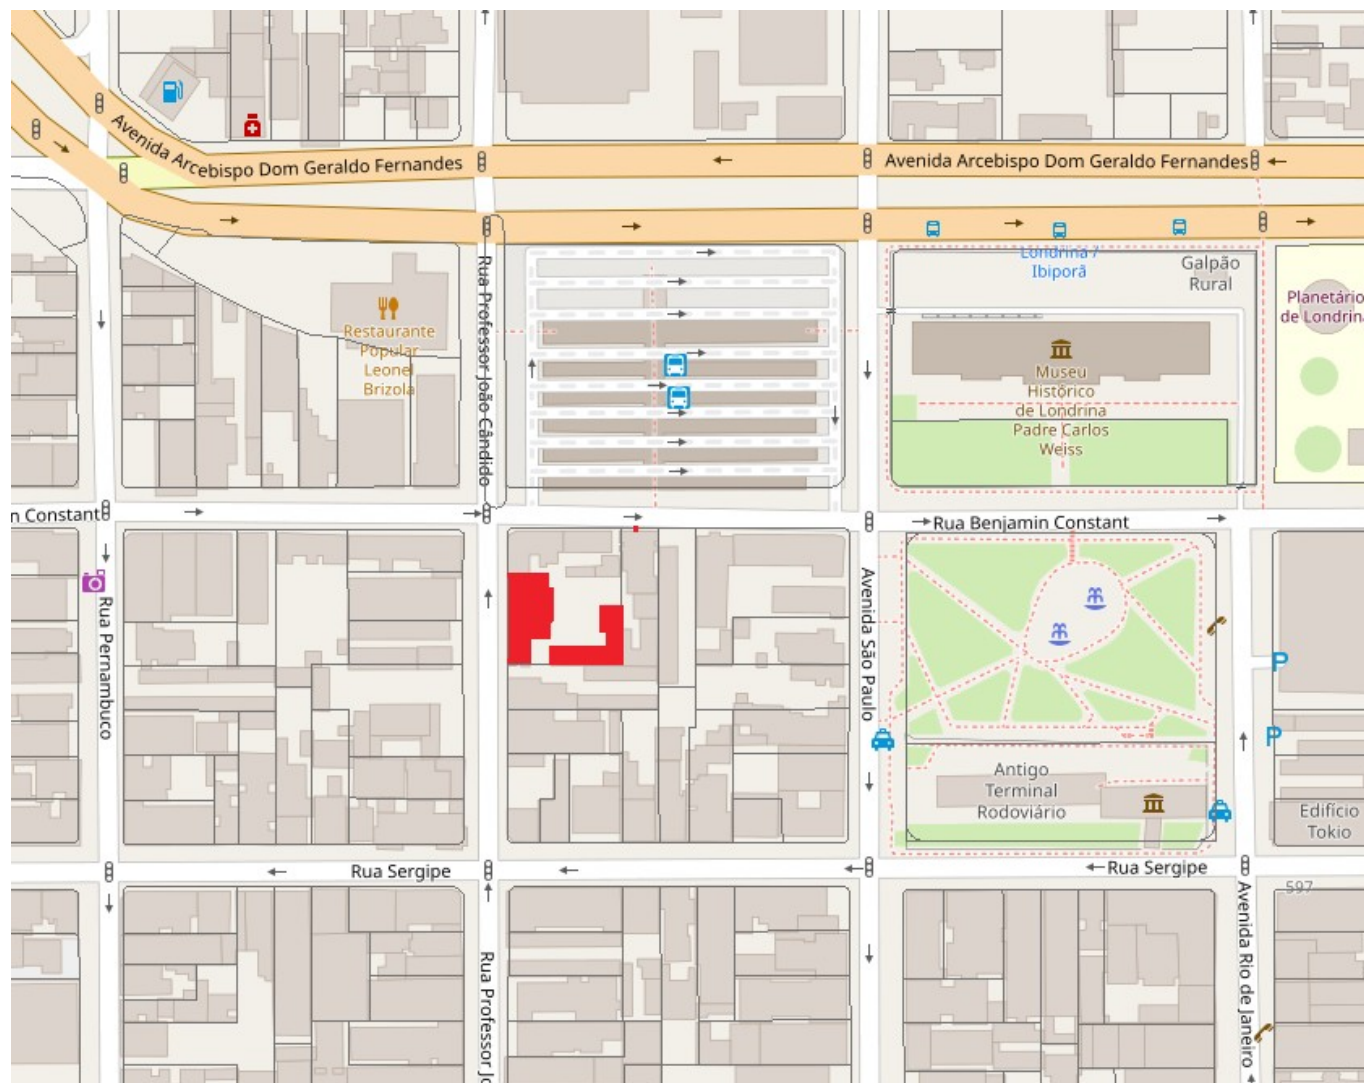 Avenida Arcebispo Dom Geraldo Fernandes
Avenida Arcebispo Dom Geraldo Fernandes
Londrina /
Ibiporã
Galpão
Rural
Planetário
de Londrina
Restaurante
Popular
Leonel
Brizola
Rua Professor João Cândido
Museu
Histórico
de Londrina
Padre Carlos
Weiss
n Constant
Rua Benjamin Constant
Rua Pernambuco
Avenida São Paulo
P
P
Antigo
Terminal
Rodoviário
Edifício
Tokio
Rua Sergipe
Rua Sergipe
597
Rua Professor Jo
Avenida Rio de Janeiro